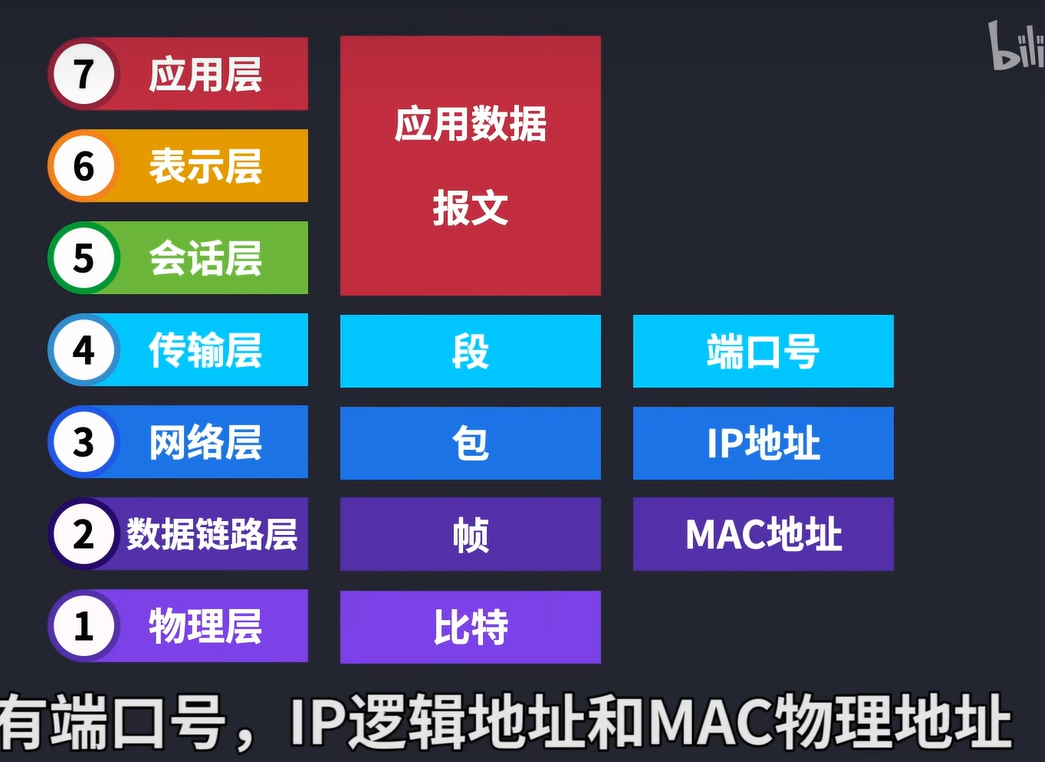 7 应用层
应用数据
报文
6 表示层
5 会话层
4 传输层 段 端口号
3 网络层 包 IP地址
2 数据链路层 帧 MAC地址
1 物理层 比特
有端口号，IP逻辑地址和MAC物理地址
bili